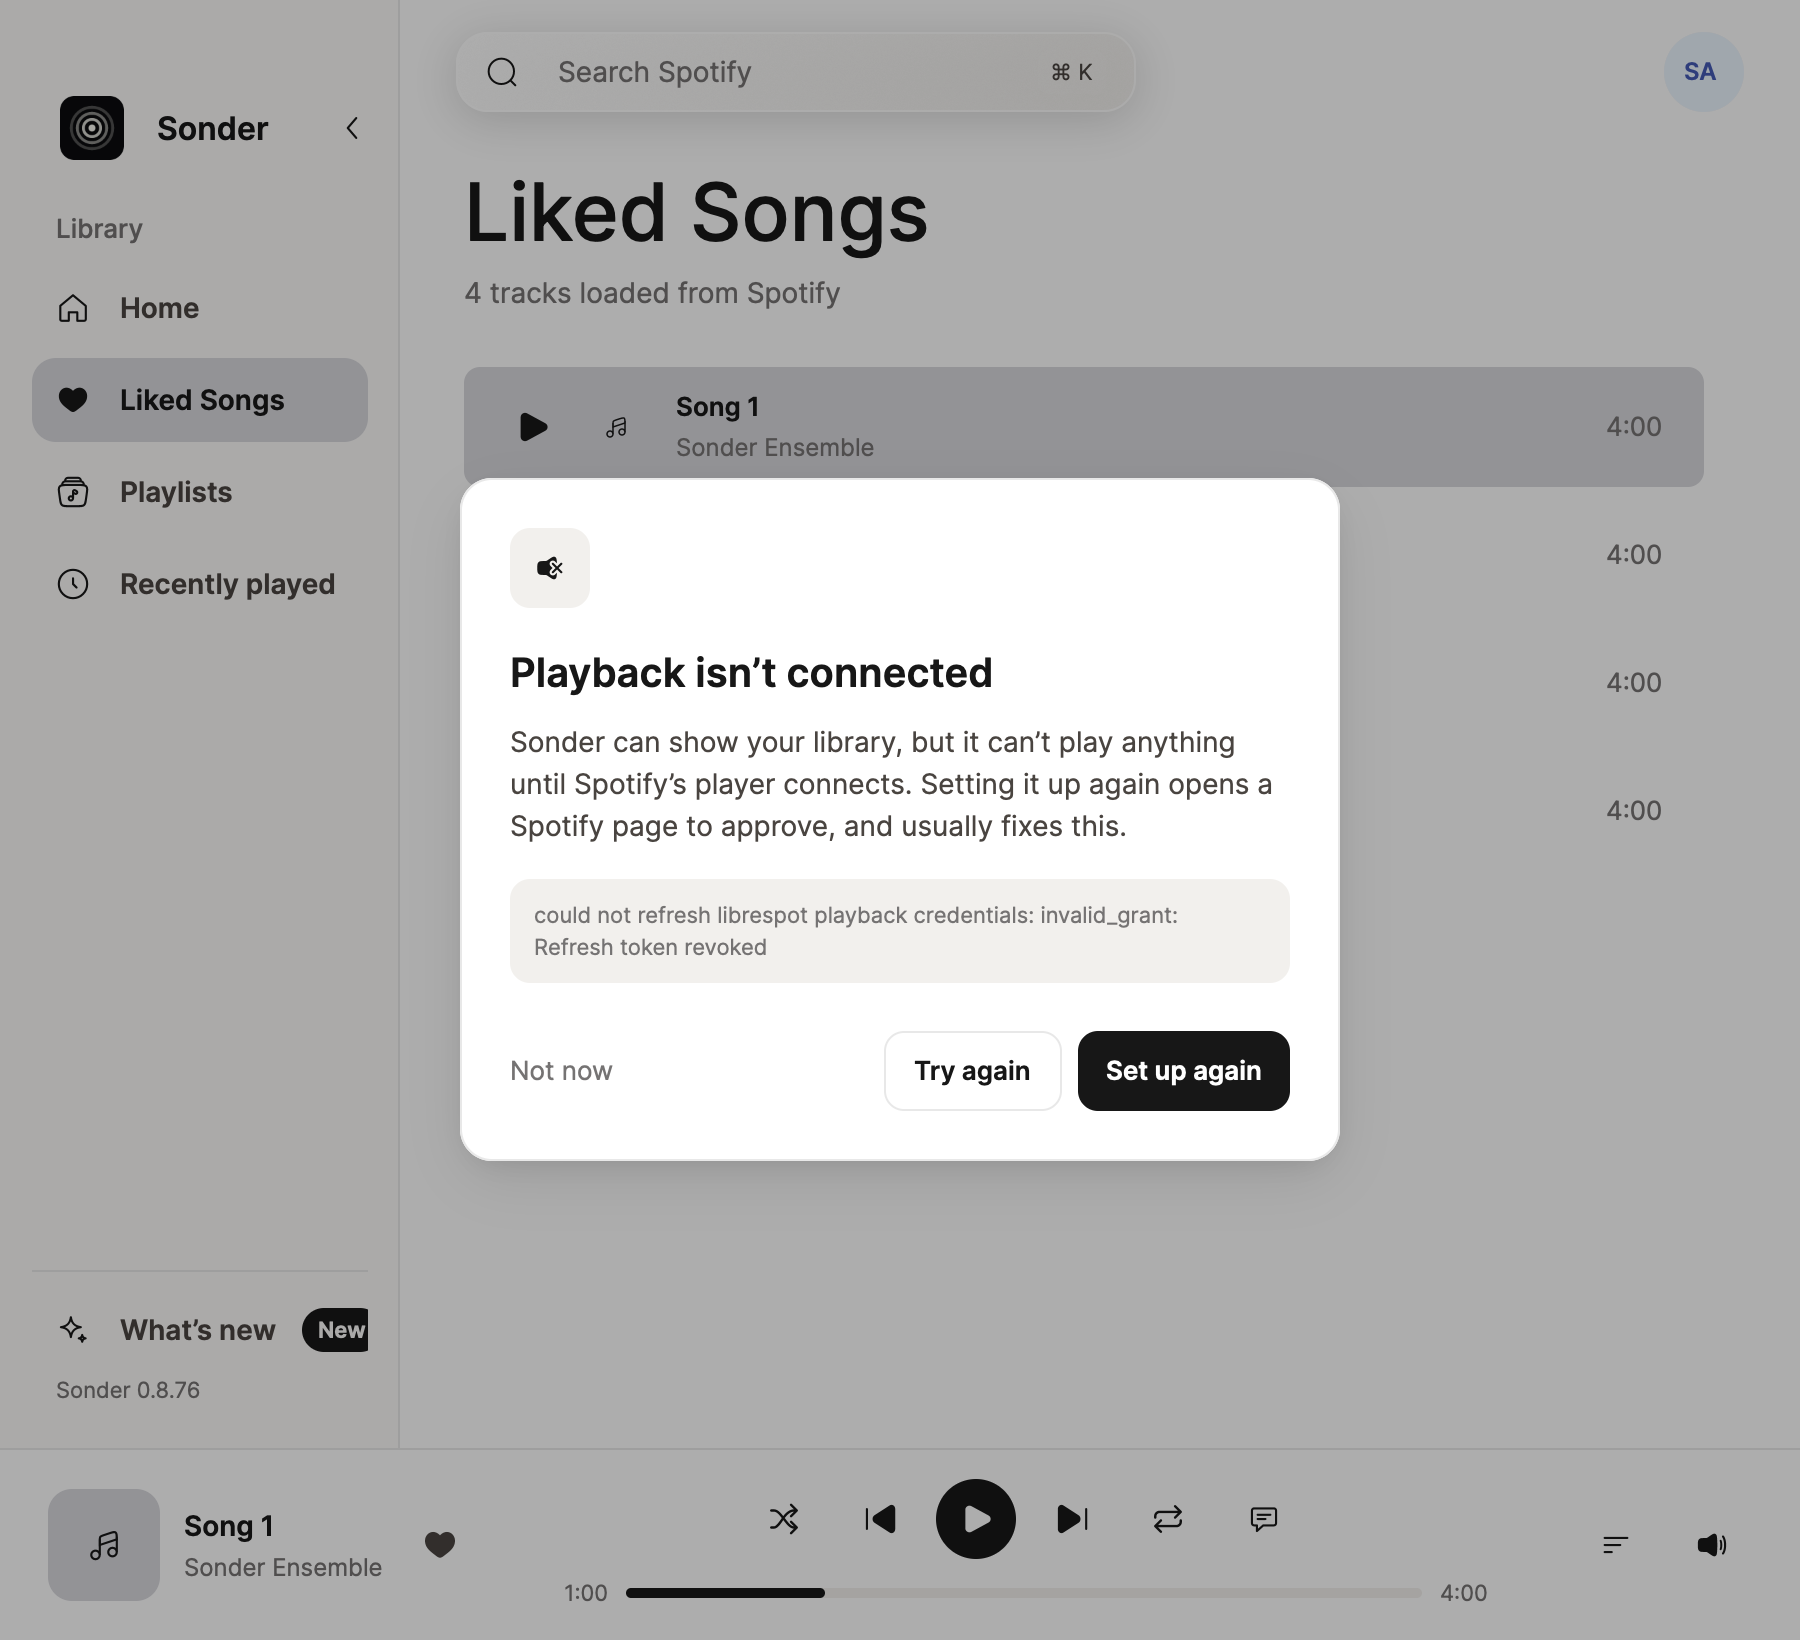 Search Spotify
⌘ K
SA
Sonder
Library
Home
Liked Songs
Playlists
Recently played
What’s new
New
Sonder 0.8.76
Liked Songs
4 tracks loaded from Spotify
Song 1
Sonder Ensemble
4:00
4:00
4:00
4:00
Playback isn’t connected
Sonder can show your library, but it can’t play anything
until Spotify’s player connects. Setting it up again opens a
Spotify page to approve, and usually fixes this.
could not refresh librespot playback credentials: invalid_grant:
Refresh token revoked
Not now
Try again
Set up again
Song 1
Sonder Ensemble
1:00
4:00